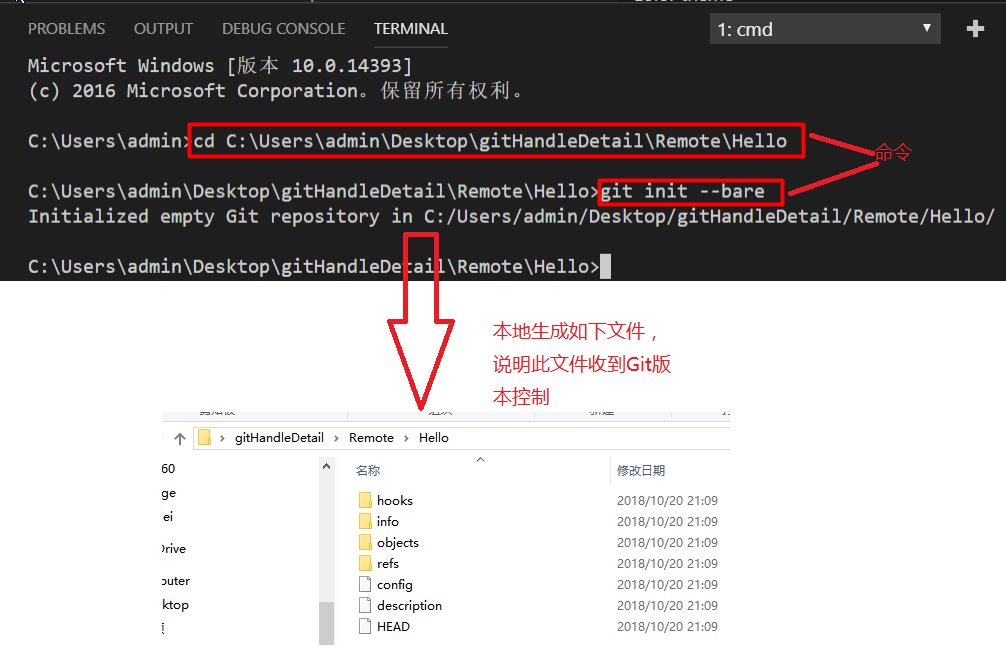 PROBLEMS OUTPUT DEBUG CONSOLE TERMINAL 1: cmd
Microsoft Windows [版本 10.0.14393]
(c) 2016 Microsoft Corporation。保留所有权利。
C:\Users\admin>cd C:\Users\admin\Desktop\gitHandleDetail\Remote\Hello
命令
C:\Users\admin\Desktop\gitHandleDetail\Remote\Hello>git init --bare
Initialized empty Git repository in C:/Users/admin/Desktop/gitHandleDetail/Remote/Hello/
C:\Users\admin\Desktop\gitHandleDetail\Remote\Hello>
本地生成如下文件，
说明此文件收到Git版
本控制
gitHandleDetail › Remote › Hello
60
ge
ei
Drive
outer
ktop
名称 修改日期
hooks 2018/10/20 21:09
info 2018/10/20 21:09
objects 2018/10/20 21:09
refs 2018/10/20 21:09
config 2018/10/20 21:09
description 2018/10/20 21:09
HEAD 2018/10/20 21:09